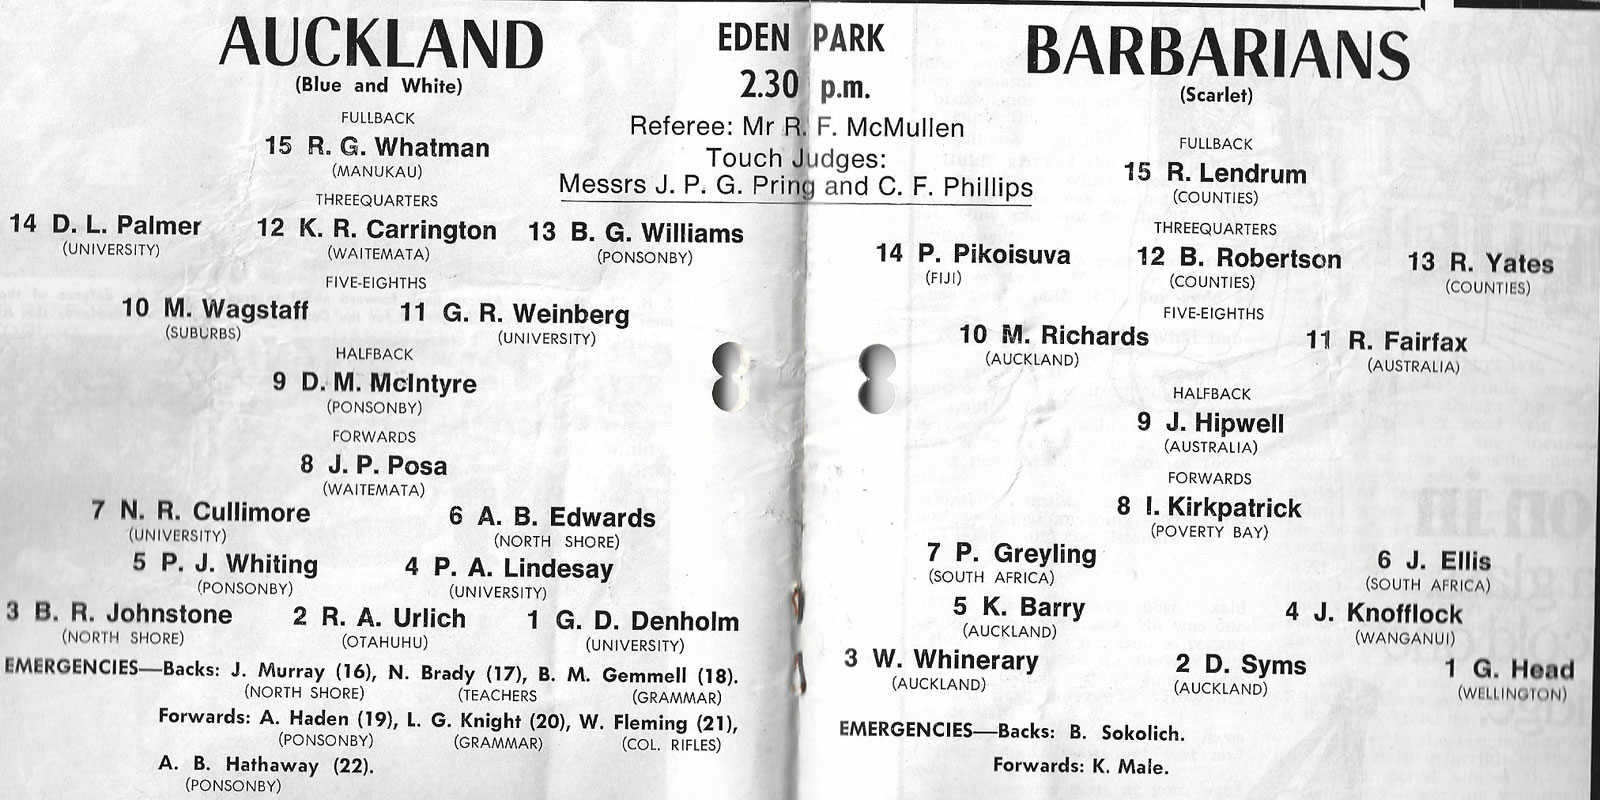 AUCKLAND
(Blue and White)
FULLBACK
15 R. G. Whatman
(MANUKAU)
THREEQUARTERS
14 D. L. Palmer 12 K. R. Carrington 13 B. G. Williams
(UNIVERSITY) (WAITEMATA) (PONSONBY)
FIVE-EIGHTHS
10 M. Wagstaff 11 G. R. Weinberg
(SUBURBS) (UNIVERSITY)
HALFBACK
9 D. M. McIntyre
(PONSONBY)
FORWARDS
8 J. P. Posa
(WAITEMATA)
7 N. R. Cullimore 6 A. B. Edwards
(UNIVERSITY) (NORTH SHORE)
5 P. J. Whiting 4 P. A. Lindesay
(PONSONBY) (UNIVERSITY)
3 B. R. Johnstone 2 R. A. Urlich 1 G. D. Denholm
(NORTH SHORE) (OTAHUHU) (UNIVERSITY)
EMERGENCIES—Backs: J. Murray (16), N. Brady (17), B. M. Gemmell (18).
(NORTH SHORE) (TEACHERS (GRAMMAR)
Forwards: A. Haden (19), L. G. Knight (20), W. Fleming (21),
(PONSONBY) (GRAMMAR) (COL. RIFLES)
A. B. Hathaway (22).
(PONSONBY)
EDEN PARK
2.30 p.m.
Referee: Mr R. F. McMullen
Touch Judges:
Messrs J. P. G. Pring and C. F. Phillips
BARBARIANS
(Scarlet)
FULLBACK
15 R. Lendrum
(COUNTIES)
THREEQUARTERS
14 P. Pikoisuva 12 B. Robertson 13 R. Yates
(FIJI) (COUNTIES) (COUNTIES)
FIVE-EIGHTHS
10 M. Richards 11 R. Fairfax
(AUCKLAND) (AUSTRALIA)
HALFBACK
9 J. Hipwell
(AUSTRALIA)
FORWARDS
8 I. Kirkpatrick
(POVERTY BAY)
7 P. Greyling 6 J. Ellis
(SOUTH AFRICA) (SOUTH AFRICA)
5 K. Barry 4 J. Knofflock
(AUCKLAND) (WANGANUI)
3 W. Whinerary 2 D. Syms 1 G. Head
(AUCKLAND) (AUCKLAND) (WELLINGTON)
EMERGENCIES—Backs: B. Sokolich.
Forwards: K. Male.